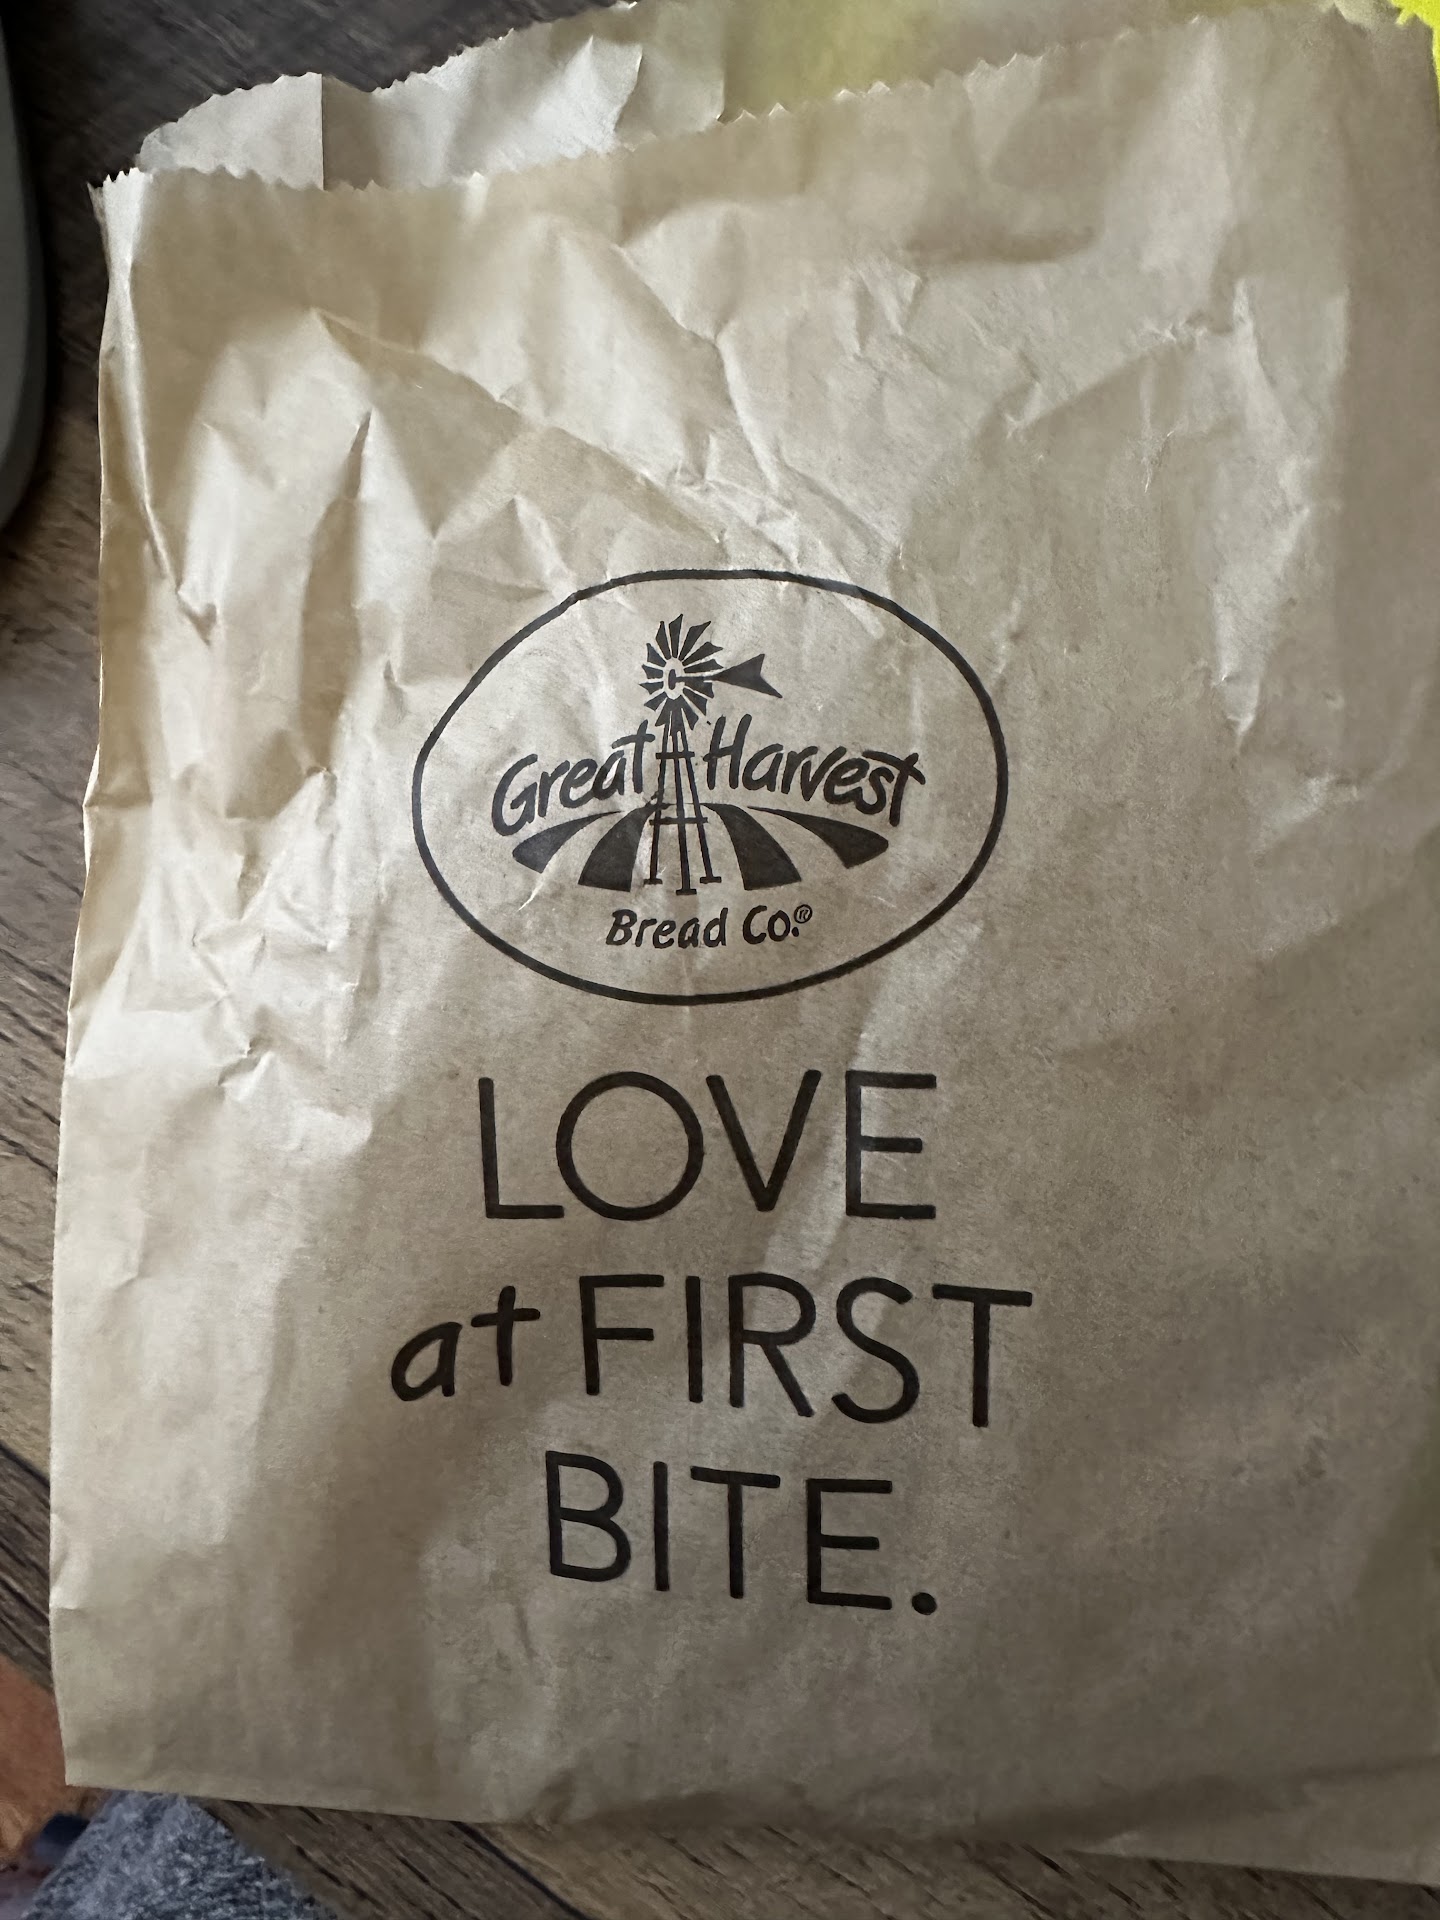 Great Harvest
Bread Co.®
LOVE
at FIRST
BITE.